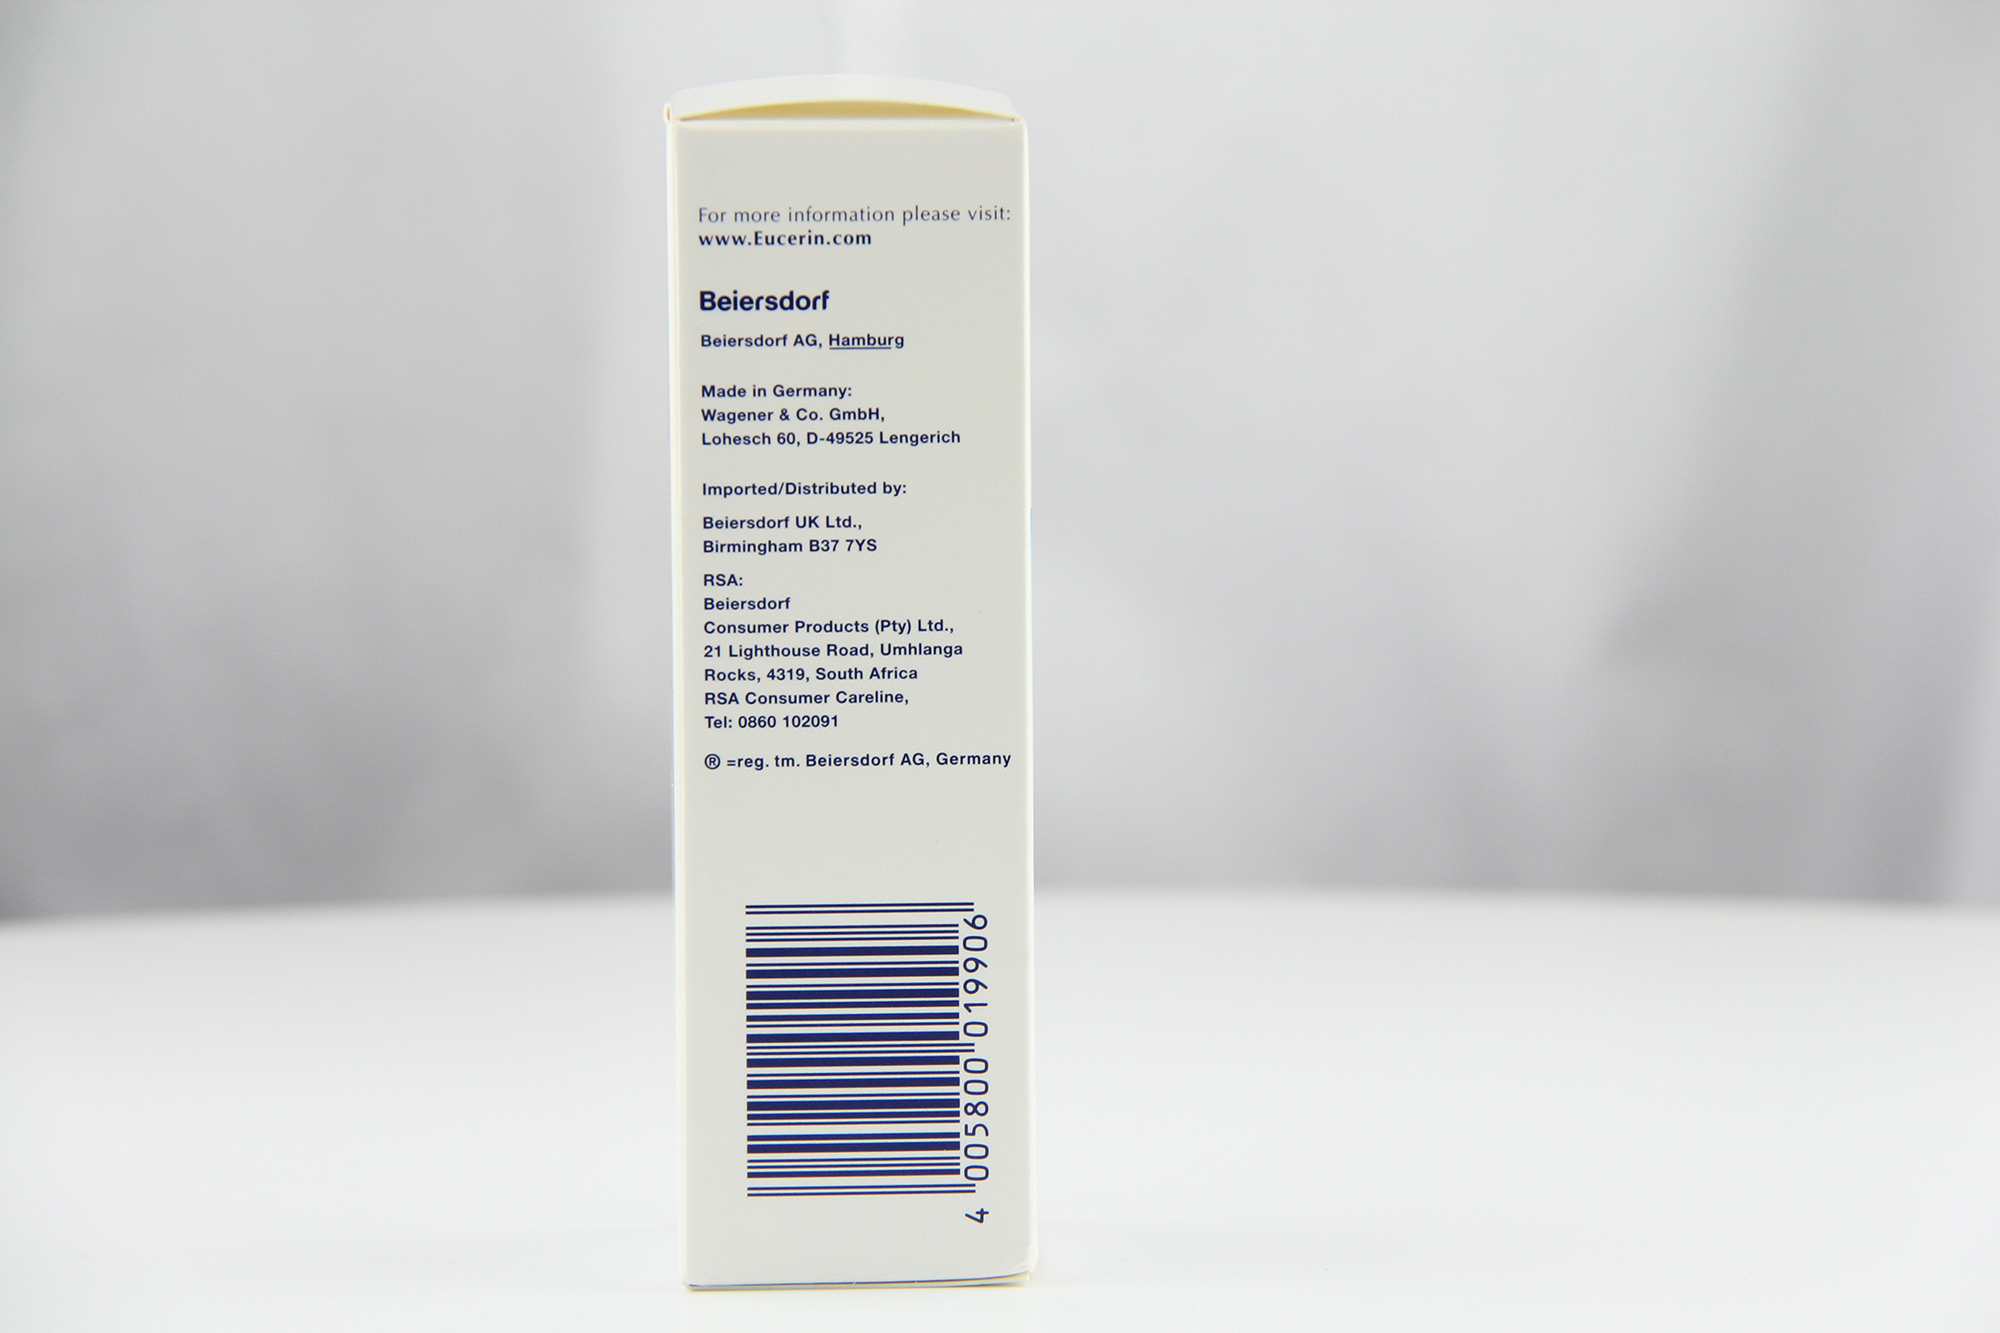 For more information please visit:
www.Eucerin.com
Beiersdorf
Beiersdorf AG, Hamburg
Made in Germany:
Wagener & Co. GmbH,
Lohesch 60, D-49525 Lengerich
Imported/Distributed by:
Beiersdorf UK Ltd.,
Birmingham B37 7YS
RSA:
Beiersdorf
Consumer Products (Pty) Ltd.,
21 Lighthouse Road, Umhlanga
Rocks, 4319, South Africa
RSA Consumer Careline,
Tel: 0860 102091
® =reg. tm. Beiersdorf AG, Germany
4 005800 019906